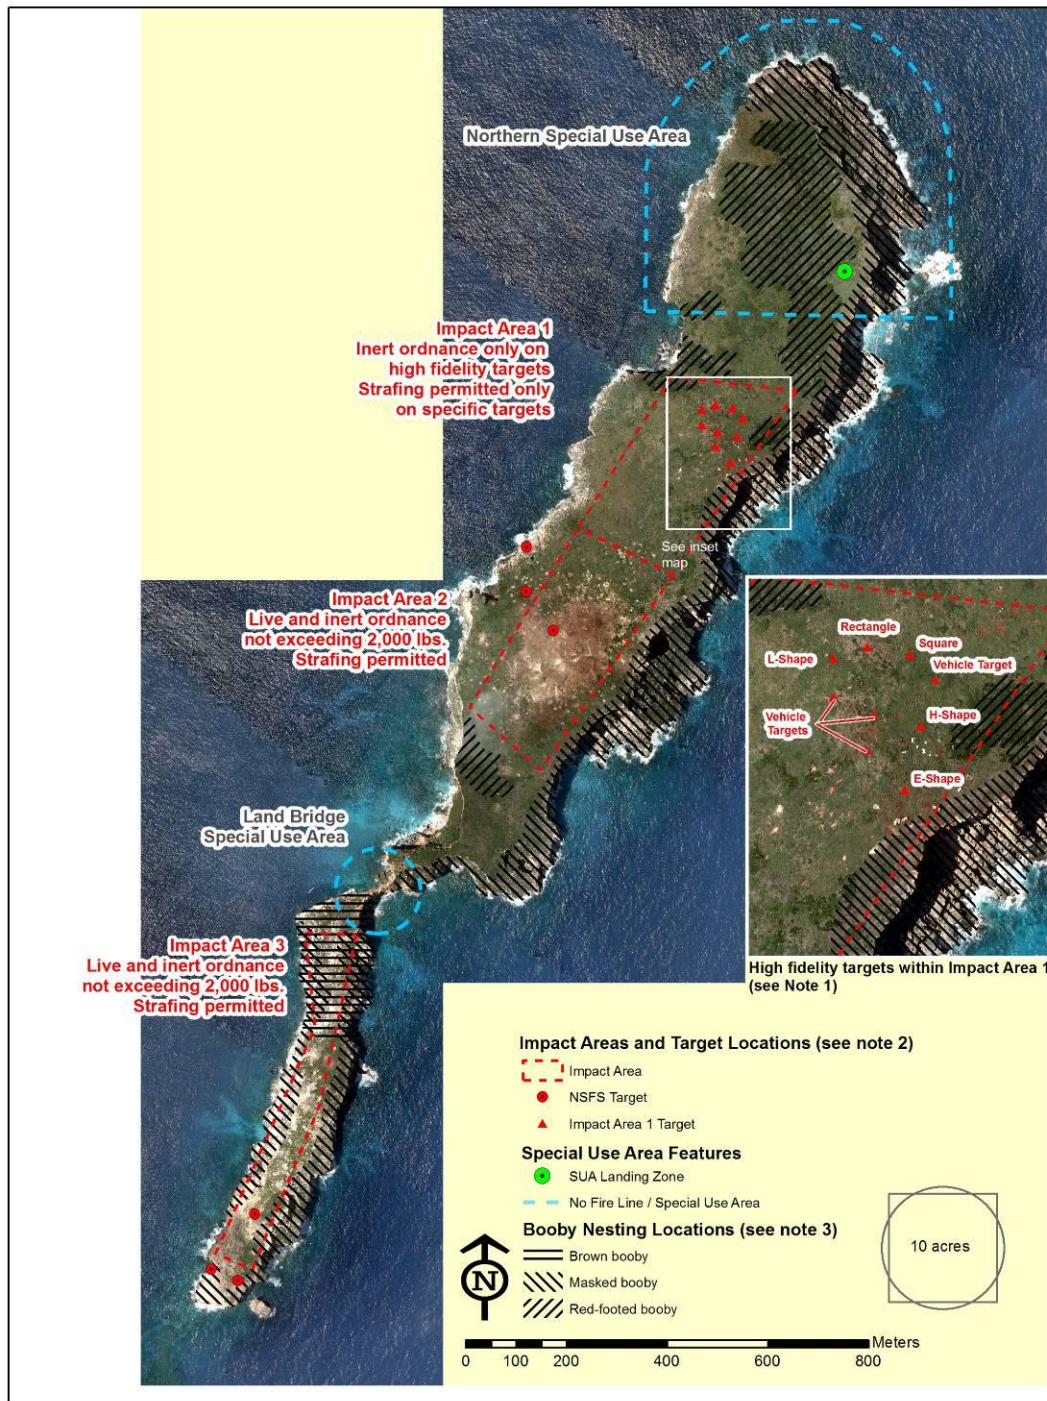 Northern Special Use Area
Impact Area 1
Inert ordnance only on
high fidelity targets
Strafing permitted only
on specific targets
See inset
map
Impact Area 2
Live and inert ordnance
not exceeding 2,000 lbs.
Strafing permitted
Rectangle
Square
L-Shape
Vehicle Target
Vehicle
Targets
H-Shape
E-Shape
Land Bridge
Special Use Area
Impact Area 3
Live and inert ordnance
not exceeding 2,000 lbs.
Strafing permitted
High fidelity targets within Impact Area 1
(see Note 1)
Impact Areas and Target Locations (see note 2)
Impact Area
NSFS Target
Impact Area 1 Target
Special Use Area Features
SUA Landing Zone
No Fire Line / Special Use Area
Booby Nesting Locations (see note 3)
Brown booby
Masked booby
Red-footed booby
10 acres
N
Meters
0 100 200 400 600 800